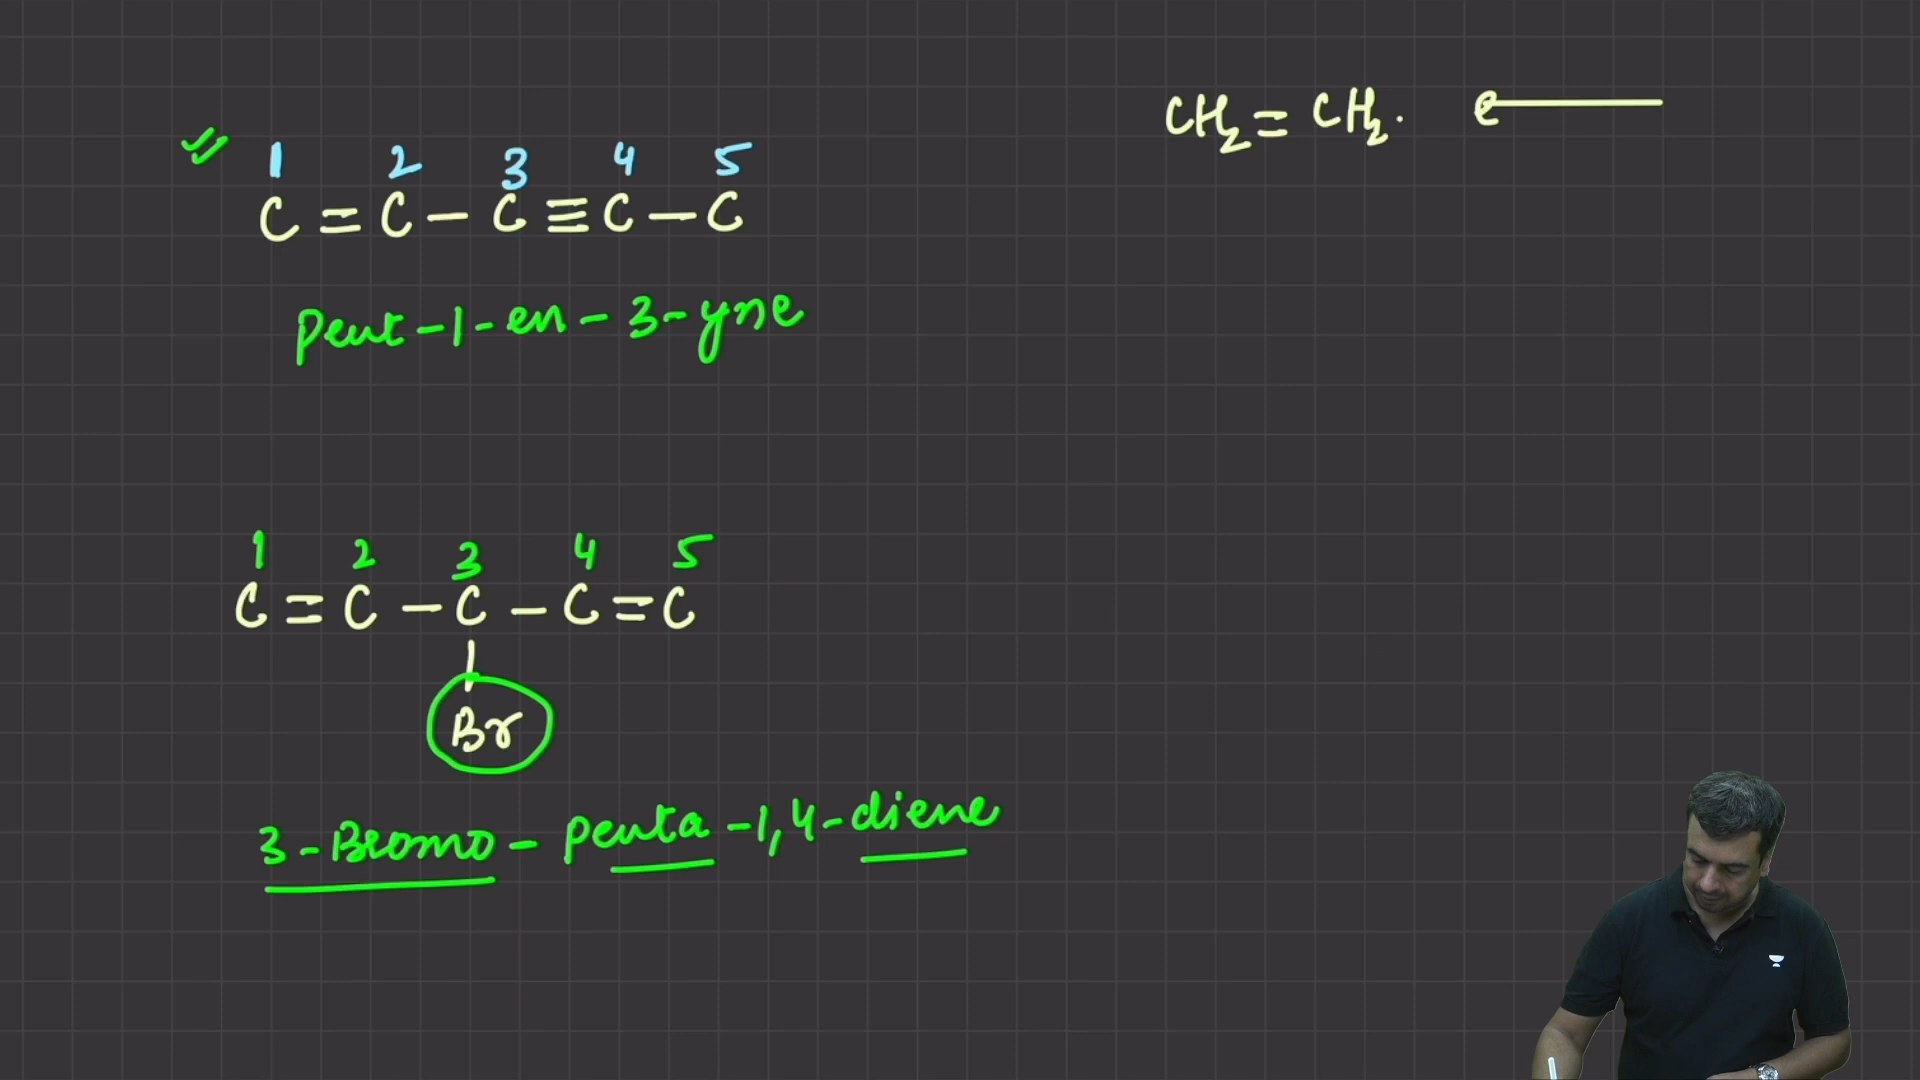 1 2 3 4 5
C = C - C ≡ C - C
Pent-1-en-3-yne
1 2 3 4 5
C = C - C - C = C
Br
3-Bromo-Penta-1,4-diene
CH₂ = CH₂.